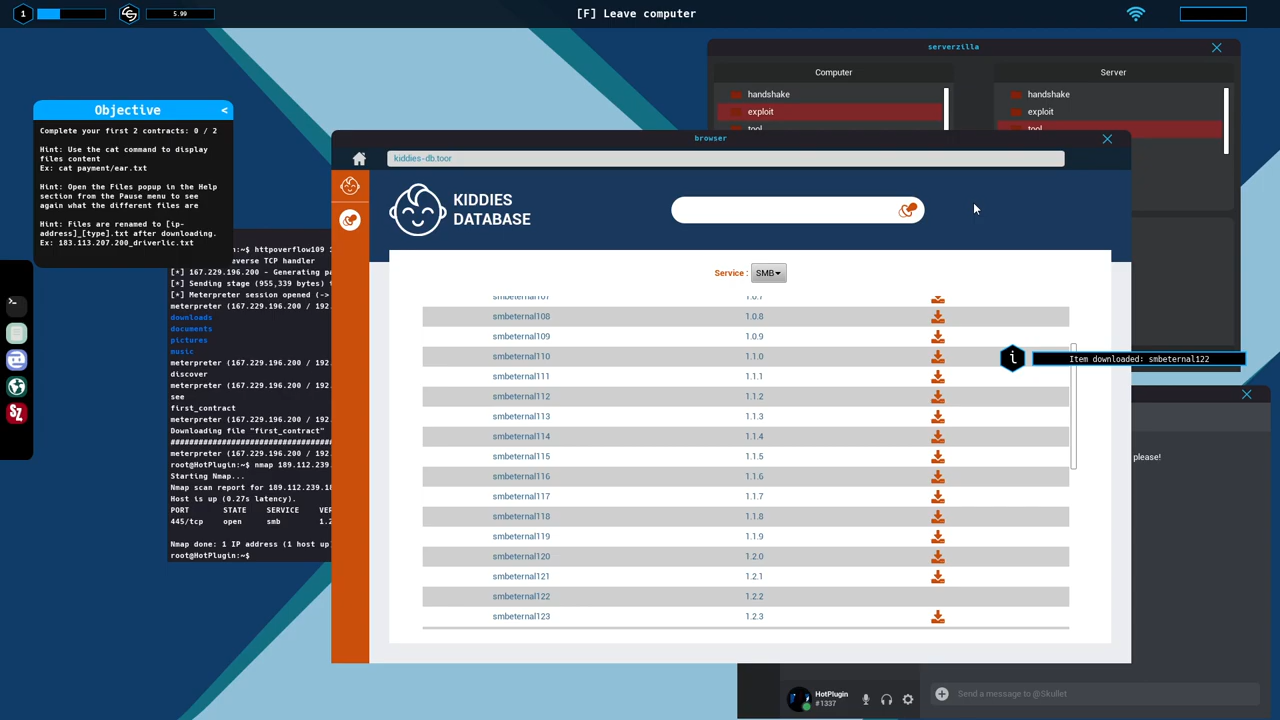 1
5.99
[F] Leave computer
serverzilla
Computer
Server
handshake
exploit
tool
handshake
exploit
tool
Objective
<
Complete your first 2 contracts: 0 / 2
Hint: Use the cat command to display
files content
Ex: cat payment/ear.txt
Hint: Open the Files popup in the Help
section from the Pause menu to see
again what the different files are
Hint: Files are renamed to [ip-
address]_[type].txt after downloading.
Ex: 183.113.207.200_driverlic.txt
:~$ httpoverflow109
everse TCP handler
[*] 167.229.196.200 - Generating
[*] Sending stage (955,339 bytes)
[*] Meterpreter session opened (->
meterpreter (167.229.196.200 / 192.
downloads
documents
pictures
music
meterpreter (167.229.196.200 / 192.
discover
meterpreter (167.229.196.200 / 192.
see
first_contract
meterpreter (167.229.196.200 / 192.
Downloading file "first_contract"
meterpreter (167.229.196.200 / 192.
root@HotPlugin:~$ nmap 189.112.239.
Starting Nmap...
Nmap scan report for 189.112.239.
Host is up (0.27s latency).
PORT STATE SERVICE
445/tcp open smb 1.2
Nmap done: 1 IP address (1 host up
root@HotPlugin:~$
browser
kiddies-db.toor
KIDDIES
DATABASE
Service : SMB
smbeternal107 1.0.7
smbeternal108 1.0.8
smbeternal109 1.0.9
smbeternal110 1.1.0
smbeternal111 1.1.1
smbeternal112 1.1.2
smbeternal113 1.1.3
smbeternal114 1.1.4
smbeternal115 1.1.5
smbeternal116 1.1.6
smbeternal117 1.1.7
smbeternal118 1.1.8
smbeternal119 1.1.9
smbeternal120 1.2.0
smbeternal121 1.2.1
smbeternal122 1.2.2
smbeternal123 1.2.3
i
Item downloaded: smbeternal122
please!
SZ
HotPlugin
#1337
Send a message to @Skullet